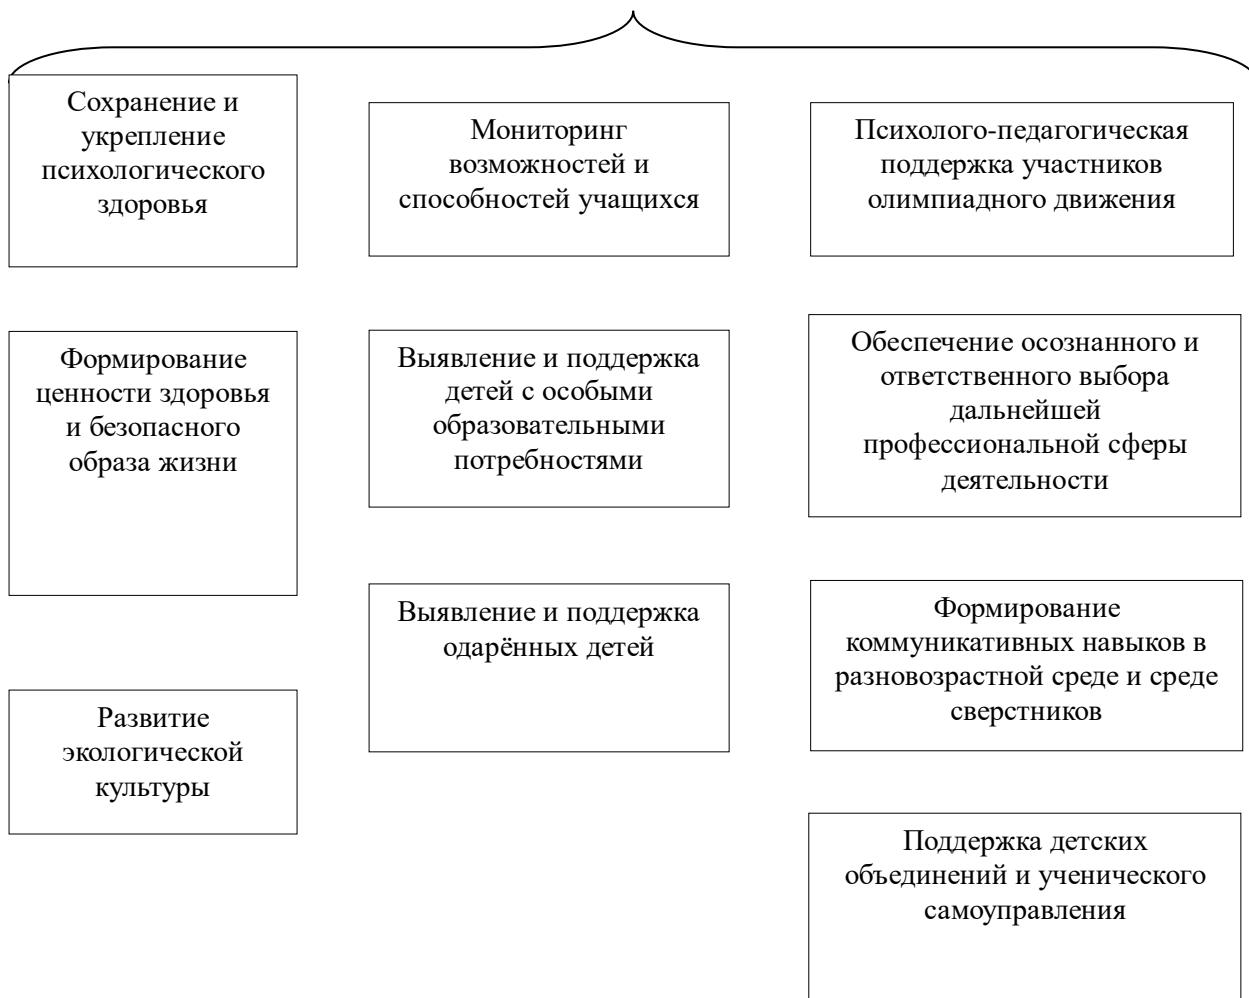 Сохранение и
укрепление
психологического
здоровья
Мониторинг
возможностей и
способностей учащихся
Психолого-педагогическая
поддержка участников
олимпиадного движения
Формирование
ценности здоровья
и безопасного
образа жизни
Выявление и поддержка
детей с особыми
образовательными
потребностями
Обеспечение осознанного и
ответственного выбора
дальнейшей
профессиональной сферы
деятельности
Развитие
экологической
культуры
Выявление и поддержка
одарённых детей
Формирование
коммуникативных навыков в
разновозрастной среде и среде
сверстников
Поддержка детских
объединений и ученического
самоуправления